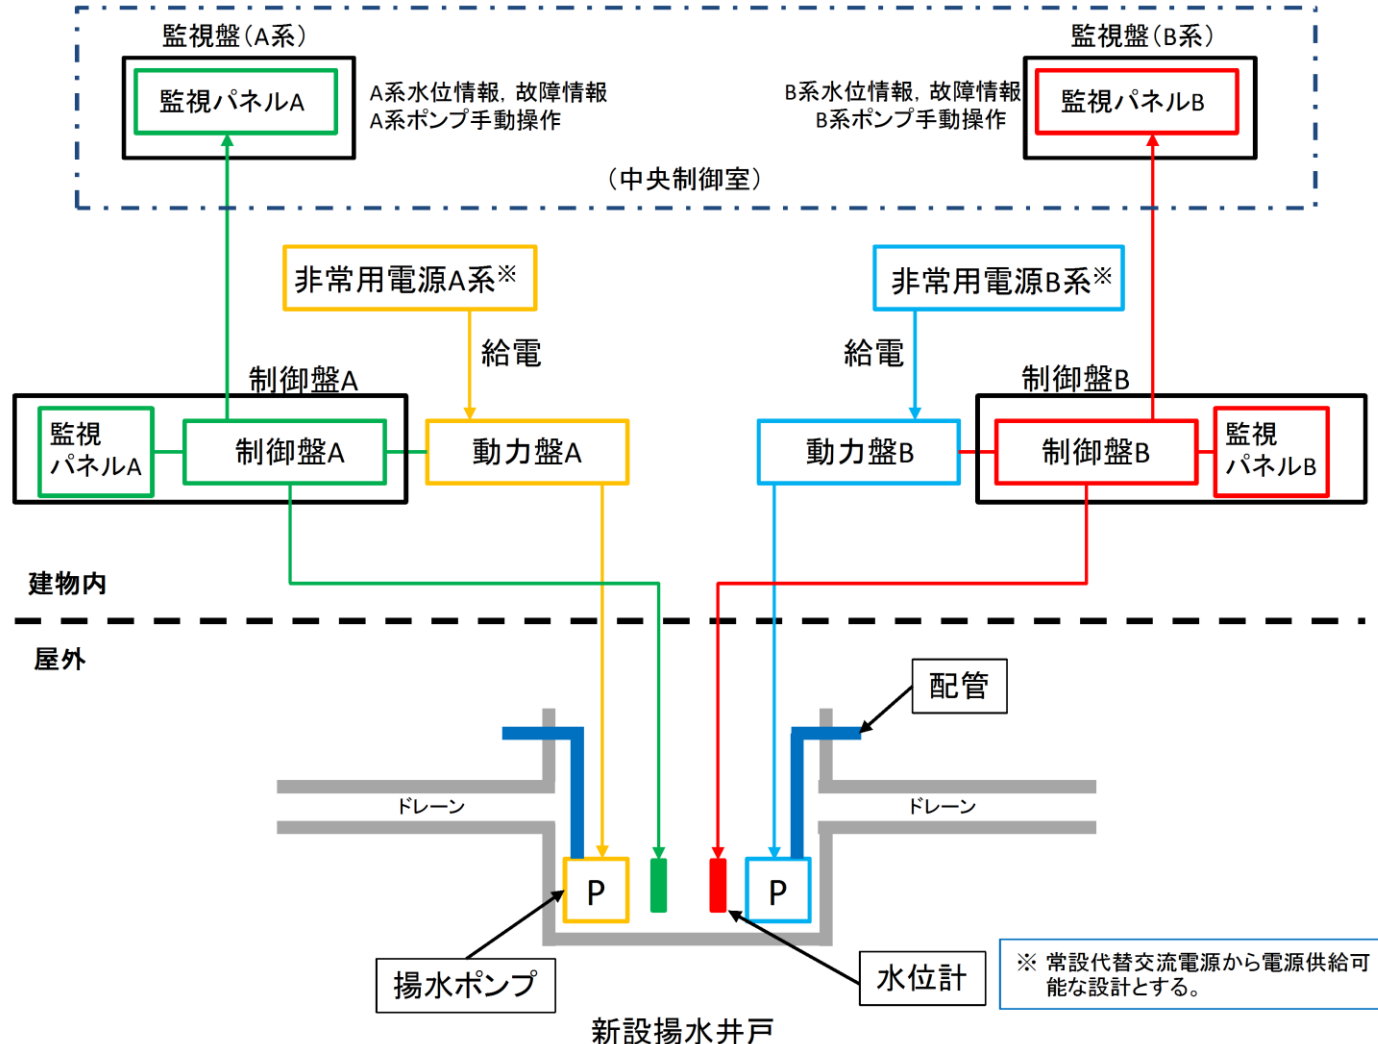 監視盤(A系)
監視盤(B系)
監視パネルA
A系水位情報,故障情報
A系ポンプ手動操作
B系水位情報,故障情報
B系ポンプ手動操作
監視パネルB
(中央制御室)
非常用電源A系※
非常用電源B系※
給電
給電
制御盤A
制御盤B
監視
パネルA
制御盤A
動力盤A
動力盤B
制御盤B
監視
パネルB
建物内
屋外
配管
ドレーン
ドレーン
P
P
揚水ポンプ
水位計
※ 常設代替交流電源から電源供給可
能な設計とする。
新設揚水井戸